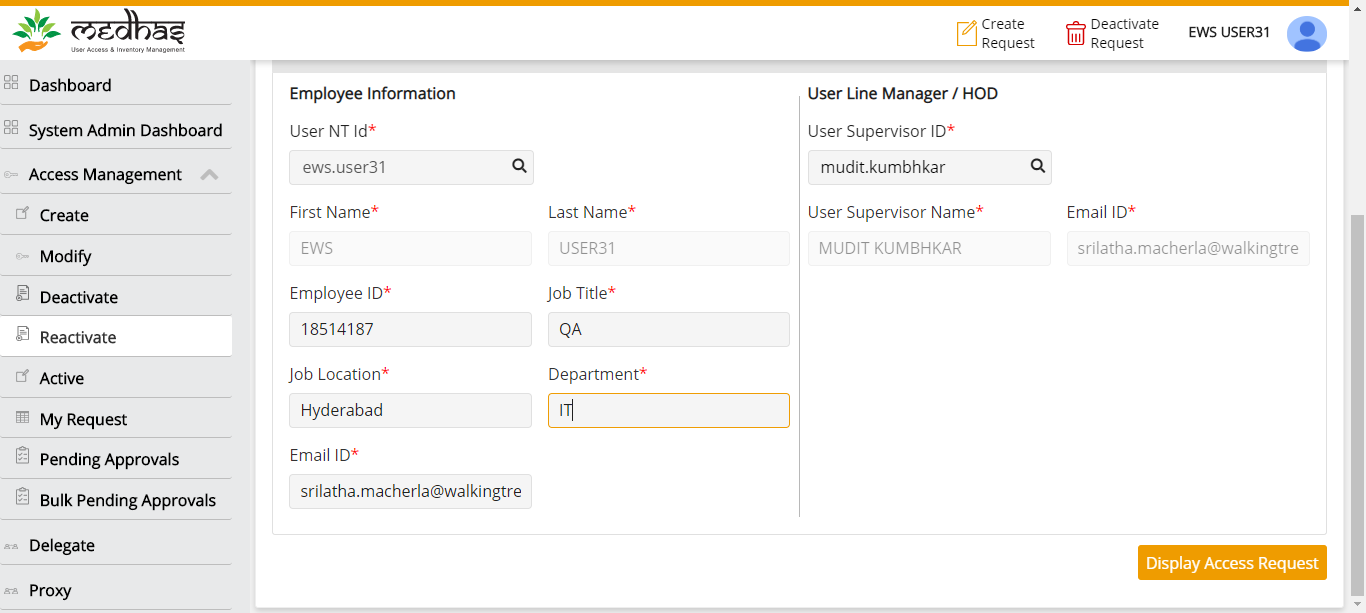 medhas
User Access & Inventory Management
Create
Request
Deactivate
Request
EWS USER31
Dashboard
System Admin Dashboard
Access Management
Create
Modify
Deactivate
Reactivate
Active
My Request
Pending Approvals
Bulk Pending Approvals
Delegate
Proxy
Employee Information
User NT Id*
ews.user31
First Name* Last Name*
EWS USER31
Employee ID* Job Title*
18514187 QA
Job Location* Department*
Hyderabad IT
Email ID*
srilatha.macherla@walkingtre
User Line Manager / HOD
User Supervisor ID*
mudit.kumbhkar
User Supervisor Name* Email ID*
MUDIT KUMBHKAR srilatha.macherla@walkingtre
Display Access Request